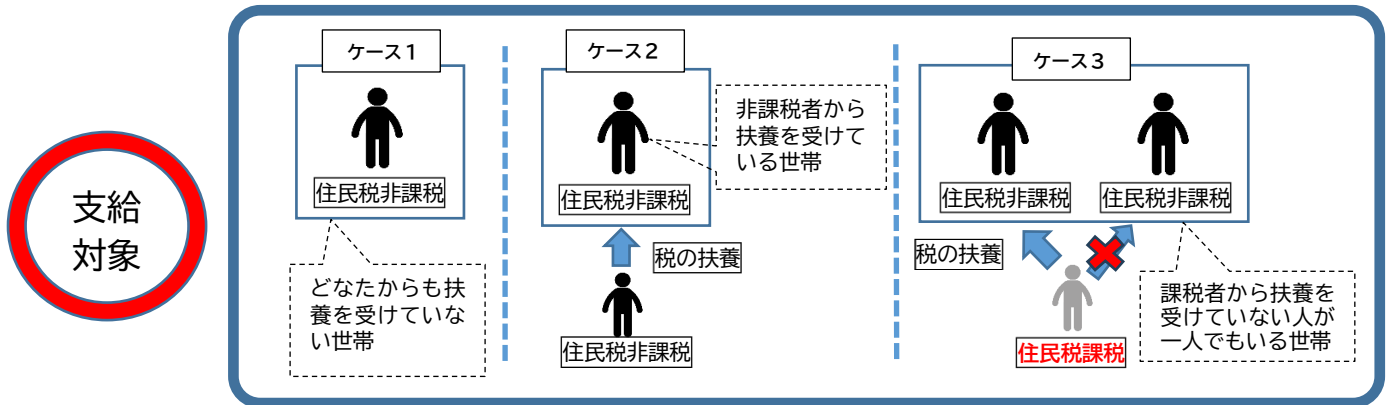 支給
対象
ケース1
住民税非課税
どなたからも扶
養を受けていな
い世帯
ケース2
非課税者から
扶養を受けて
いる世帯
住民税非課税
税の扶養
住民税非課税
ケース3
住民税非課税
住民税非課税
税の扶養
住民税課税
課税者から扶養を
受けていない人が
一人でもいる世帯